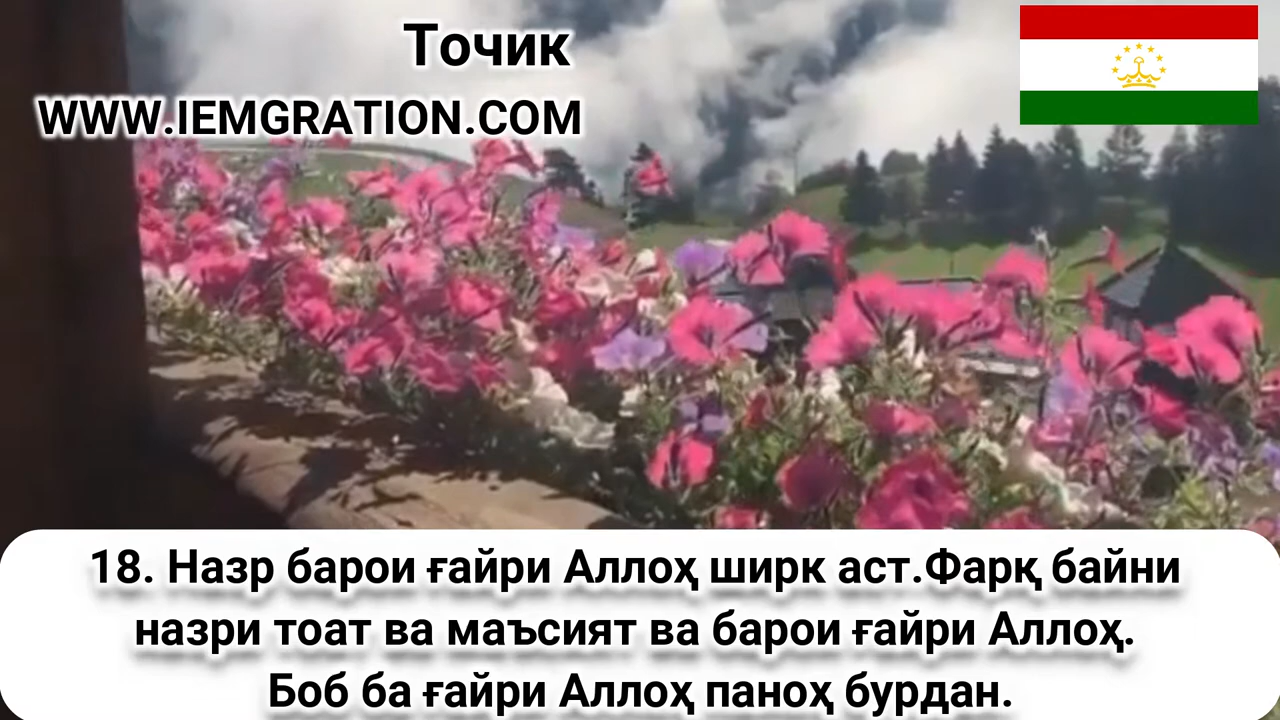 Точик
WWW.IEMGRATION.COM
18. Назр барои ғайри Аллоҳ ширк аст.Фарқ байни
назри тоат ва маъсият ва барои ғайри Аллоҳ.
Боб ба ғайри Аллоҳ паноҳ бурдан.